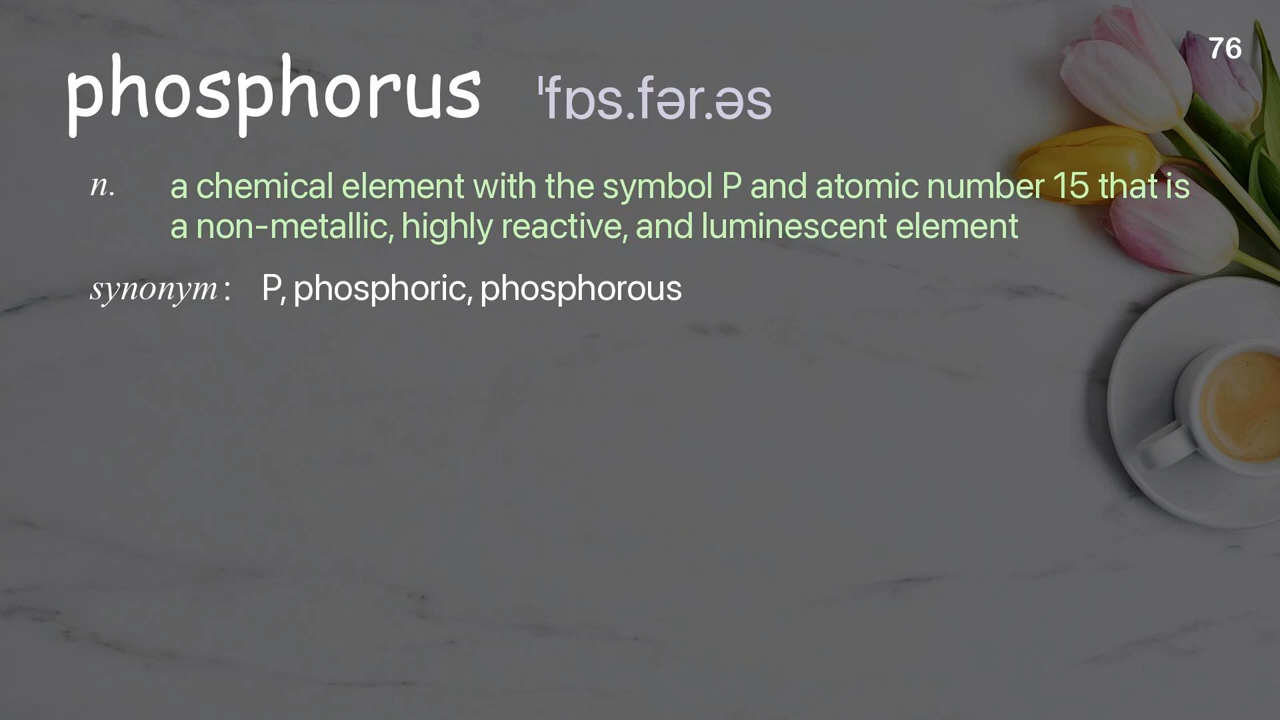 76
phosphorus ˈfɒs.fər.əs
n. a chemical element with the symbol P and atomic number 15 that is
a non-metallic, highly reactive, and luminescent element
synonym: P, phosphoric, phosphorous